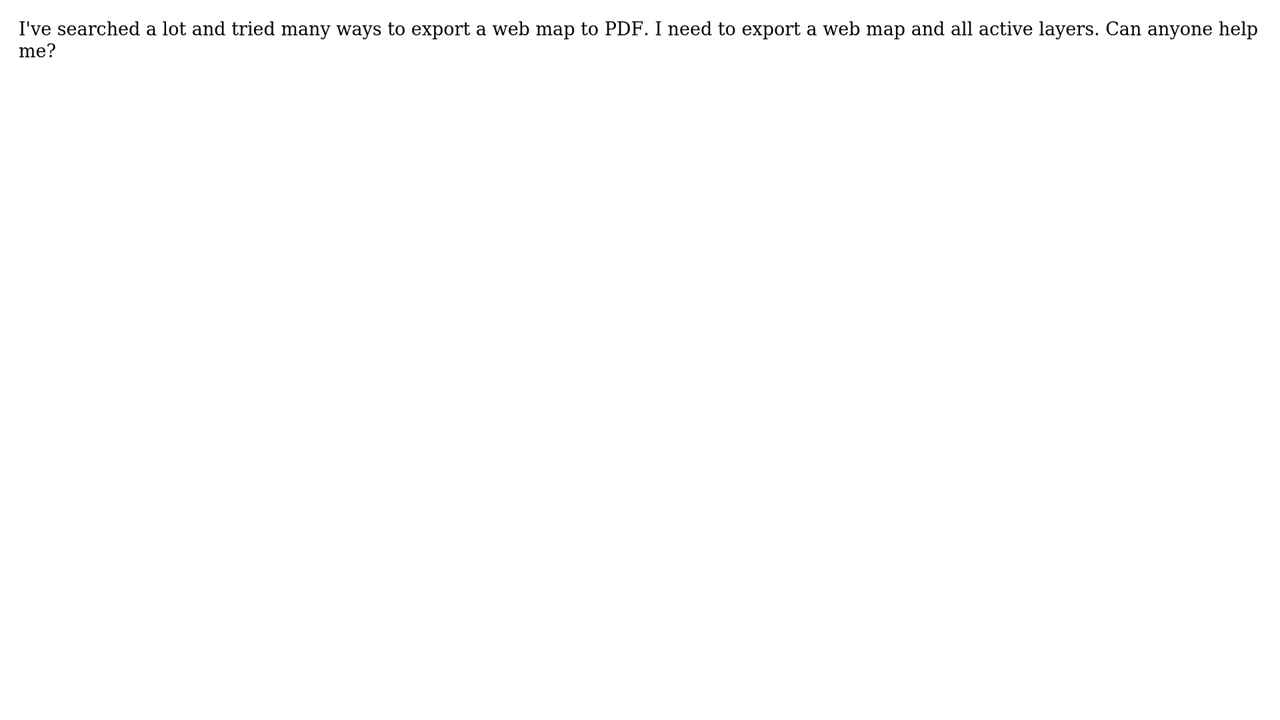 I've searched a lot and tried many ways to export a web map to PDF. I need to export a web map and all active layers. Can anyone help
me?